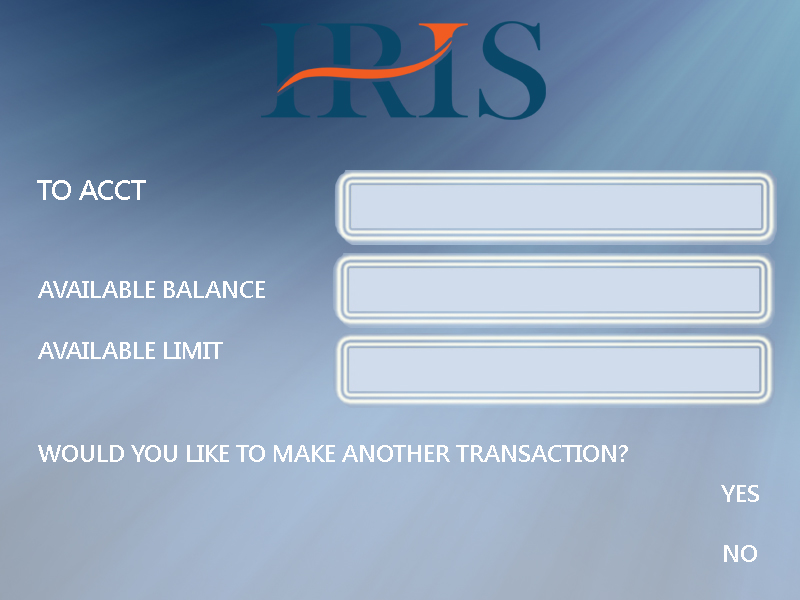 IRIS
TO ACCT
AVAILABLE BALANCE
AVAILABLE LIMIT
WOULD YOU LIKE TO MAKE ANOTHER TRANSACTION?
YES
NO